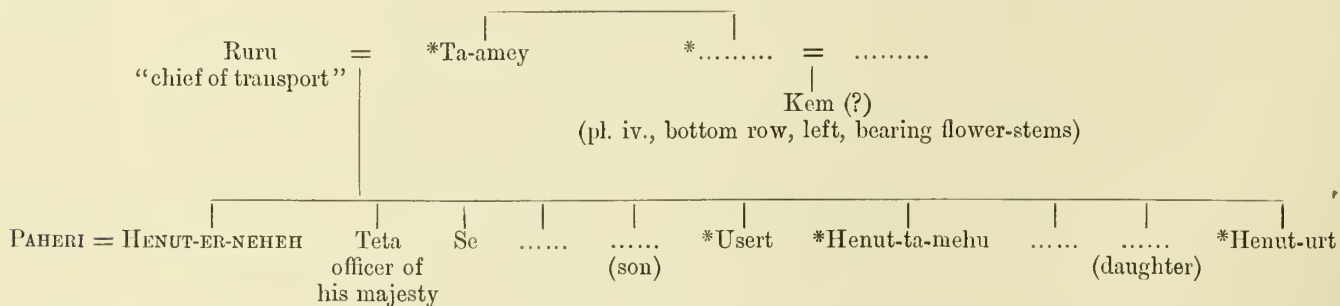 Ruru = *Ta-amey *......... = .........
“chief of transport”
Kem (?)
(pl. iv., bottom row, left, bearing flower-stems)
PAHERI = HENUT-ER-NEHEH Teta Se ...... ...... *Usert *Henut-ta-mehu ...... ...... *Henut-urt
officer of (son) (daughter)
his majesty